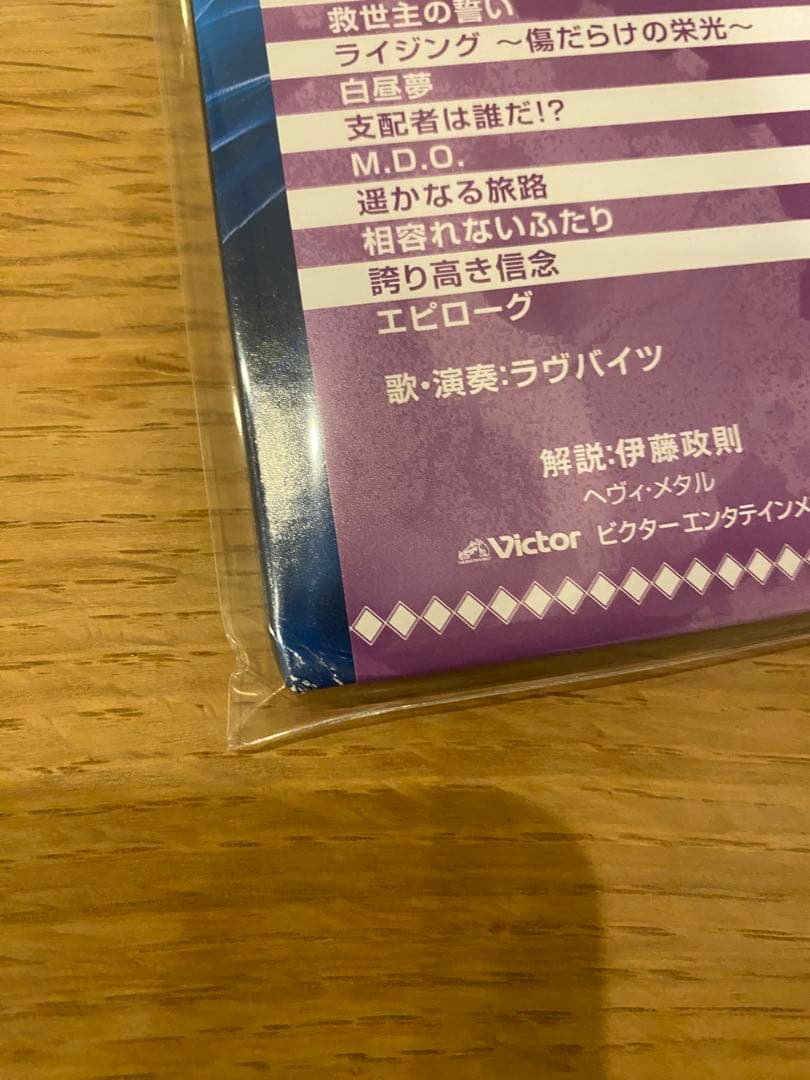 救世主の誓い
ライジング ～傷だらけの栄光～
白昼夢
支配者は誰だ!?
M.D.O.
遥かなる旅路
相容れないふたり
誇り高き信念
エピローグ
歌・演奏:ラヴバイツ
解説:伊藤政則
ヘヴィ・メタル
Victor ビクターエンタテインメ